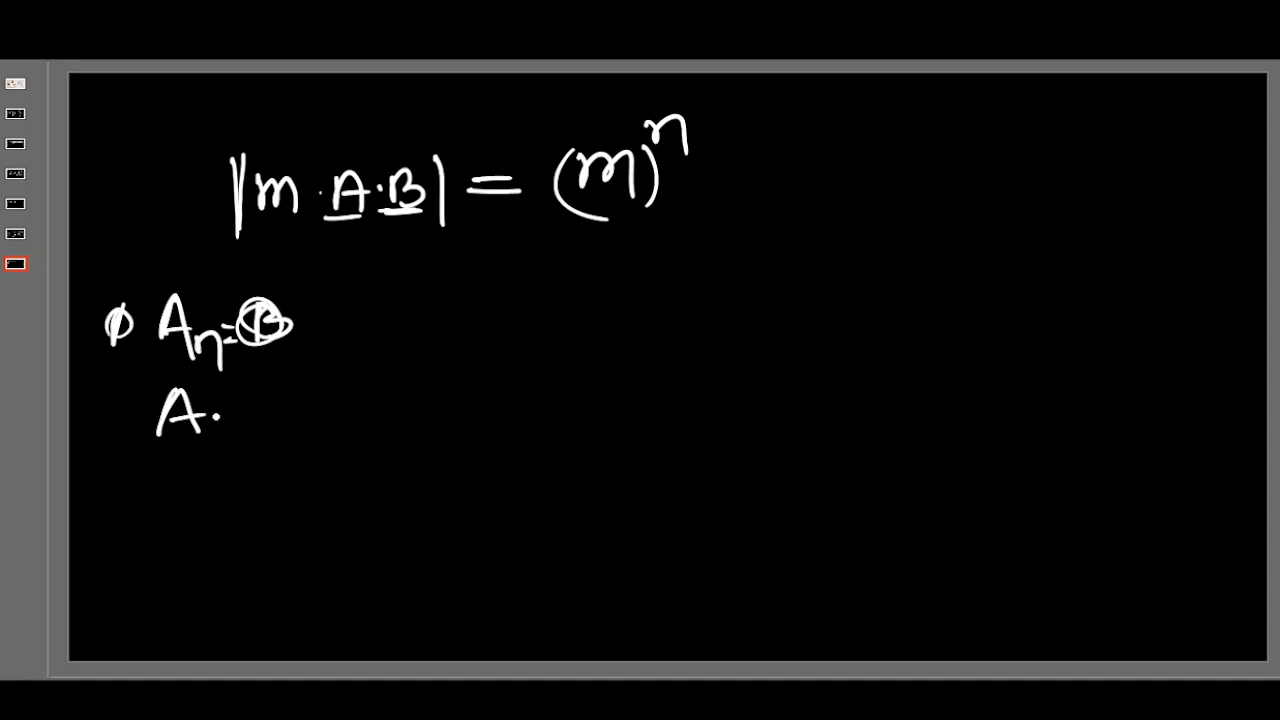 |m · A · B| = (m)^n
A_n =
A ·